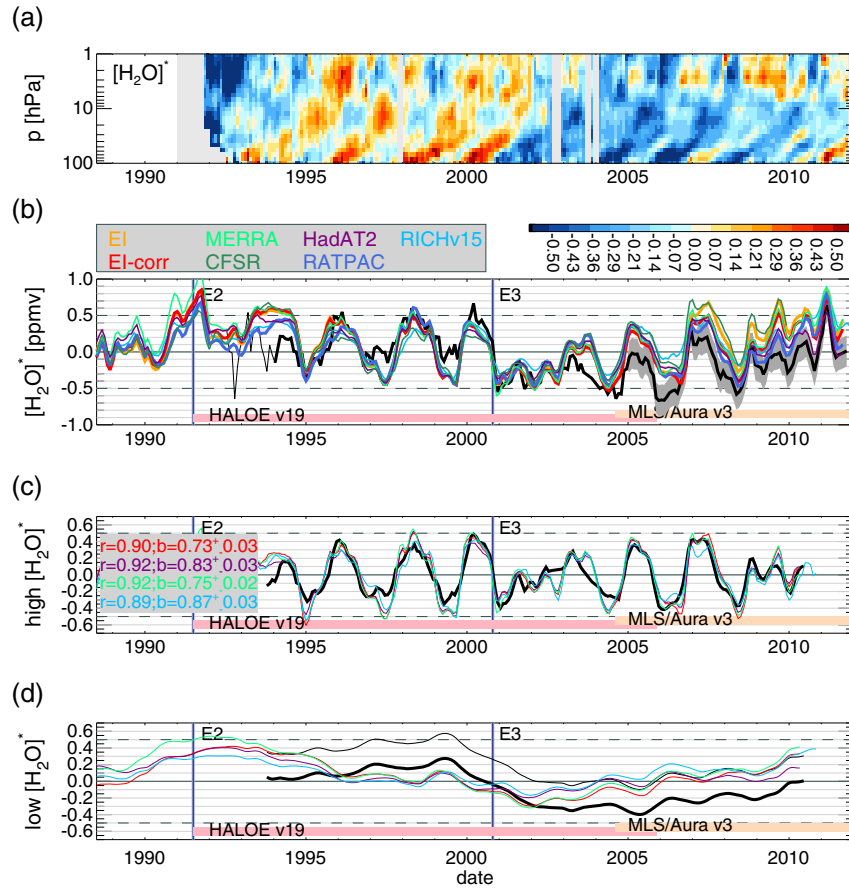 (a)
[H₂O]*
p [hPa]
1
10
100
1990 1995 2000 2005 2010
(b)
EI MERRA HadAT2 RICHv15
EI-corr CFSR RATPAC
-0.50 -0.43 -0.36 -0.29 -0.21 -0.14 -0.07 0.00 0.07 0.14 0.21 0.29 0.36 0.43 0.50
[H₂O]* [ppmv]
1.0
0.5
0.0
-0.5
-1.0
E2 E3
HALOE v19 MLS/Aura v3
1990 1995 2000 2005 2010
(c)
high [H₂O]*
0.6
0.4
0.2
0.0
-0.2
-0.4
-0.6
E2 E3
r=0.90;b=0.73⁺0.03
r=0.92;b=0.83⁺0.03
r=0.92;b=0.75⁺0.02
r=0.89;b=0.87⁺0.03
HALOE v19 MLS/Aura v3
1990 1995 2000 2005 2010
(d)
low [H₂O]*
0.6
0.4
0.2
0.0
-0.2
-0.4
-0.6
E2 E3
HALOE v19 MLS/Aura v3
1990 1995 2000 2005 2010
date